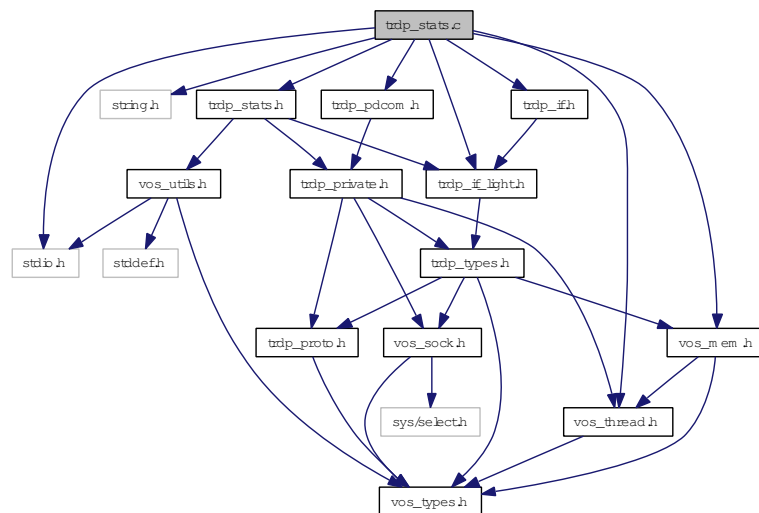 trdp_stats.c
string.h
trdp_stats.h
trdp_pdcom.h
trdp_if.h
vos_utils.h
trdp_private.h
trdp_if_light.h
stdio.h
stddef.h
trdp_types.h
trdp_proto.h
vos_sock.h
vos_mem.h
sys/select.h
vos_thread.h
vos_types.h